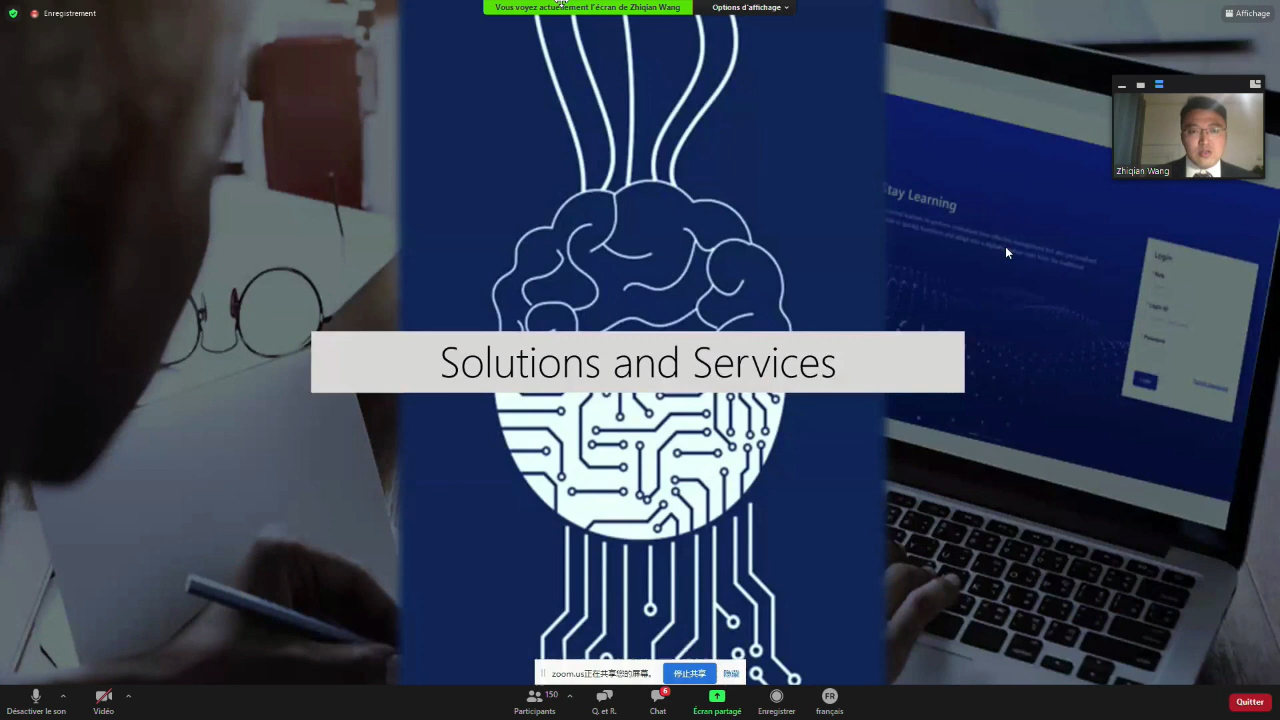 Enregistrement
Vous voyez actuellement l'écran de Zhiqian Wang
Options d'affichage
Affichage
Zhiqian Wang
Stay Learning
Login
Solutions and Services
zoom.us正在共享您的屏幕。
停止共享
隐藏
Désactiver le son
Vidéo
150
Participants
Q. et R.
6
Chat
Écran partagé
Enregistrer
FR
français
Quitter